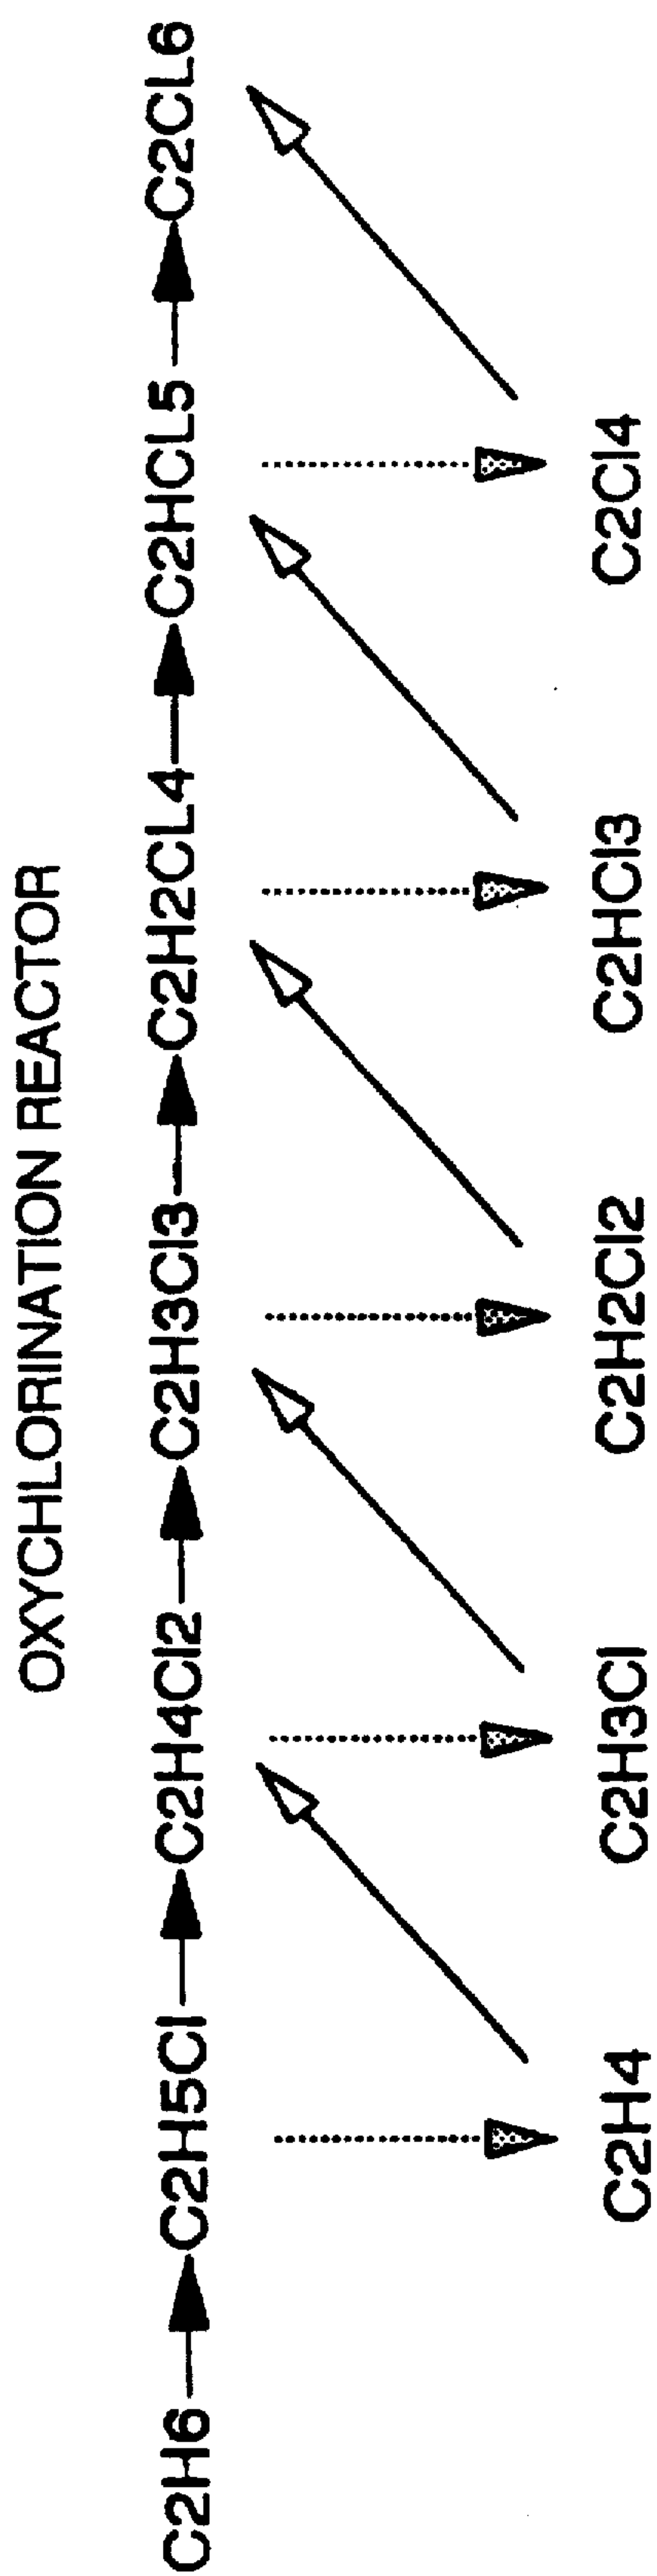 OXYCHLORINATION REACTOR
C2H6 C2H5Cl C2H4Cl2 C2H3Cl3 C2H2CL4 C2HCL5 C2CL6
C2H4 C2H3Cl C2H2Cl2 C2HCl3 C2Cl4